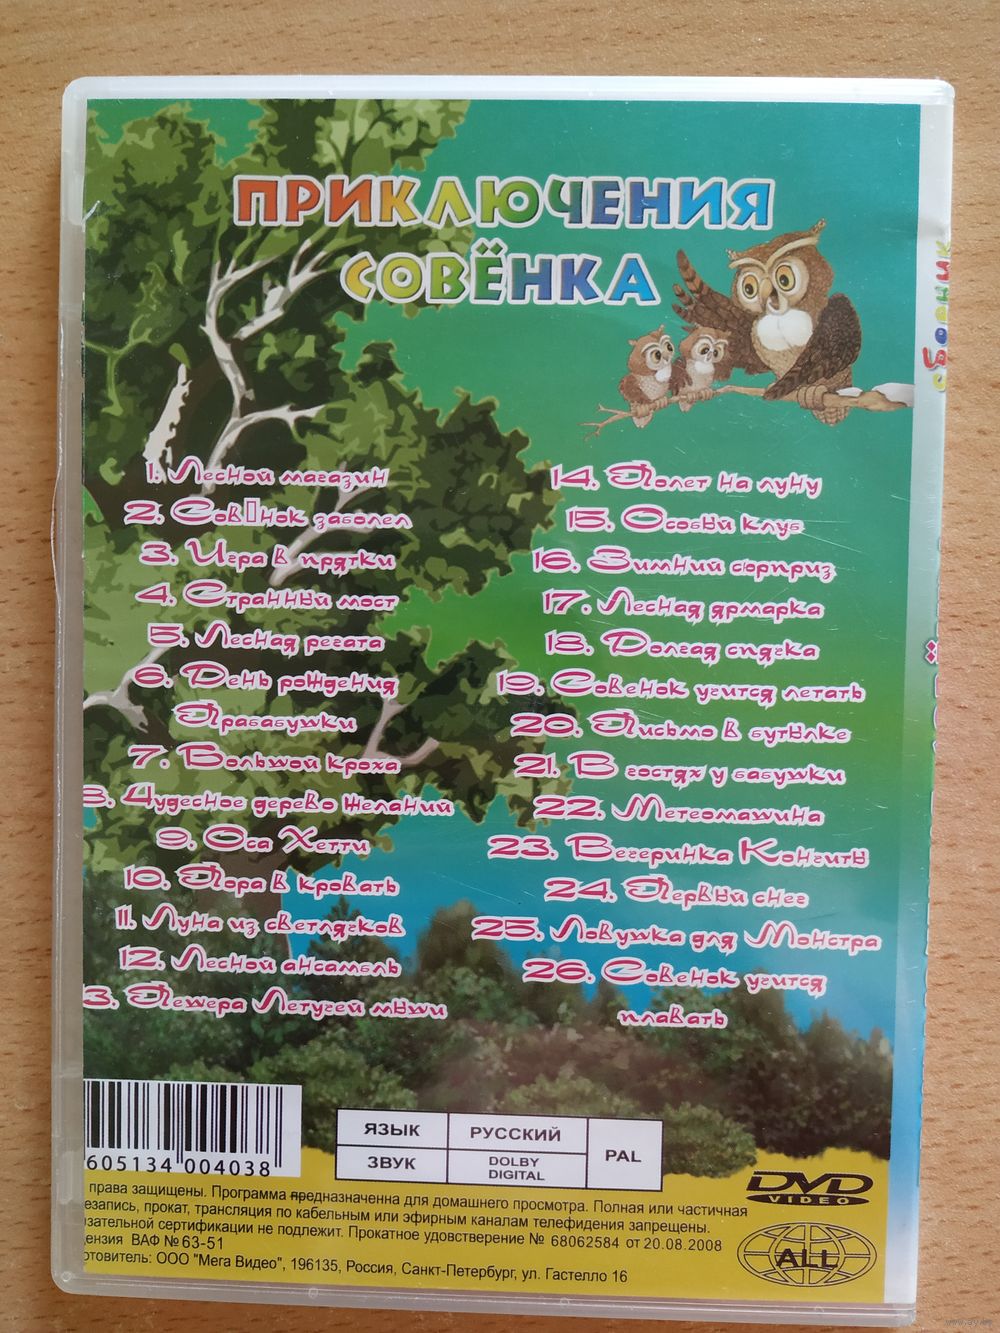 ПРИКЛЮЧЕНИЯ
СОВЁНКА
сборник
1. Лесной магазин
2. Сов▯нок заболел
3. Игра в прятки
4. Странный мост
5. Лесная регата
6. День рождения
Прабабушки
7. Большой кроха
8. Чудесное дерево желаний
9. Оса Хетти
10. Пора в кровать
11. Луна из светлячков
12. Лесной ансамбль
3. Пещера Летучей мыши
14. Полет на луну
15. Особый клуб
16. Зимний сюрприз
17. Лесная ярмарка
18. Долгая спячка
19. Совенок учится летать
20. Письмо в бутылке
21. В гостях у бабушки
22. Метеомашина
23. Вечеринка Кончиты
24. Первый снег
25. Ловушка для Монстра
26. Совенок учится
плавать
605134 004038
ЯЗЫК РУССКИЙ
ЗВУК DOLBY DIGITAL
PAL
DVD
VIDEO
ALL
права защищены. Программа предназначенна для домашнего просмотра. Полная или частичная
езапись, прокат, трансляция по кабельным или эфирным каналам телефидения запрещены.
язательной сертификации не подлежит. Прокатное удовстверение № 68062584 от 20.08.2008
цензия ВАФ №63-51
отовитель: ООО "Мега Видео", 196135, Россия, Санкт-Петербург, ул. Гастелло 16